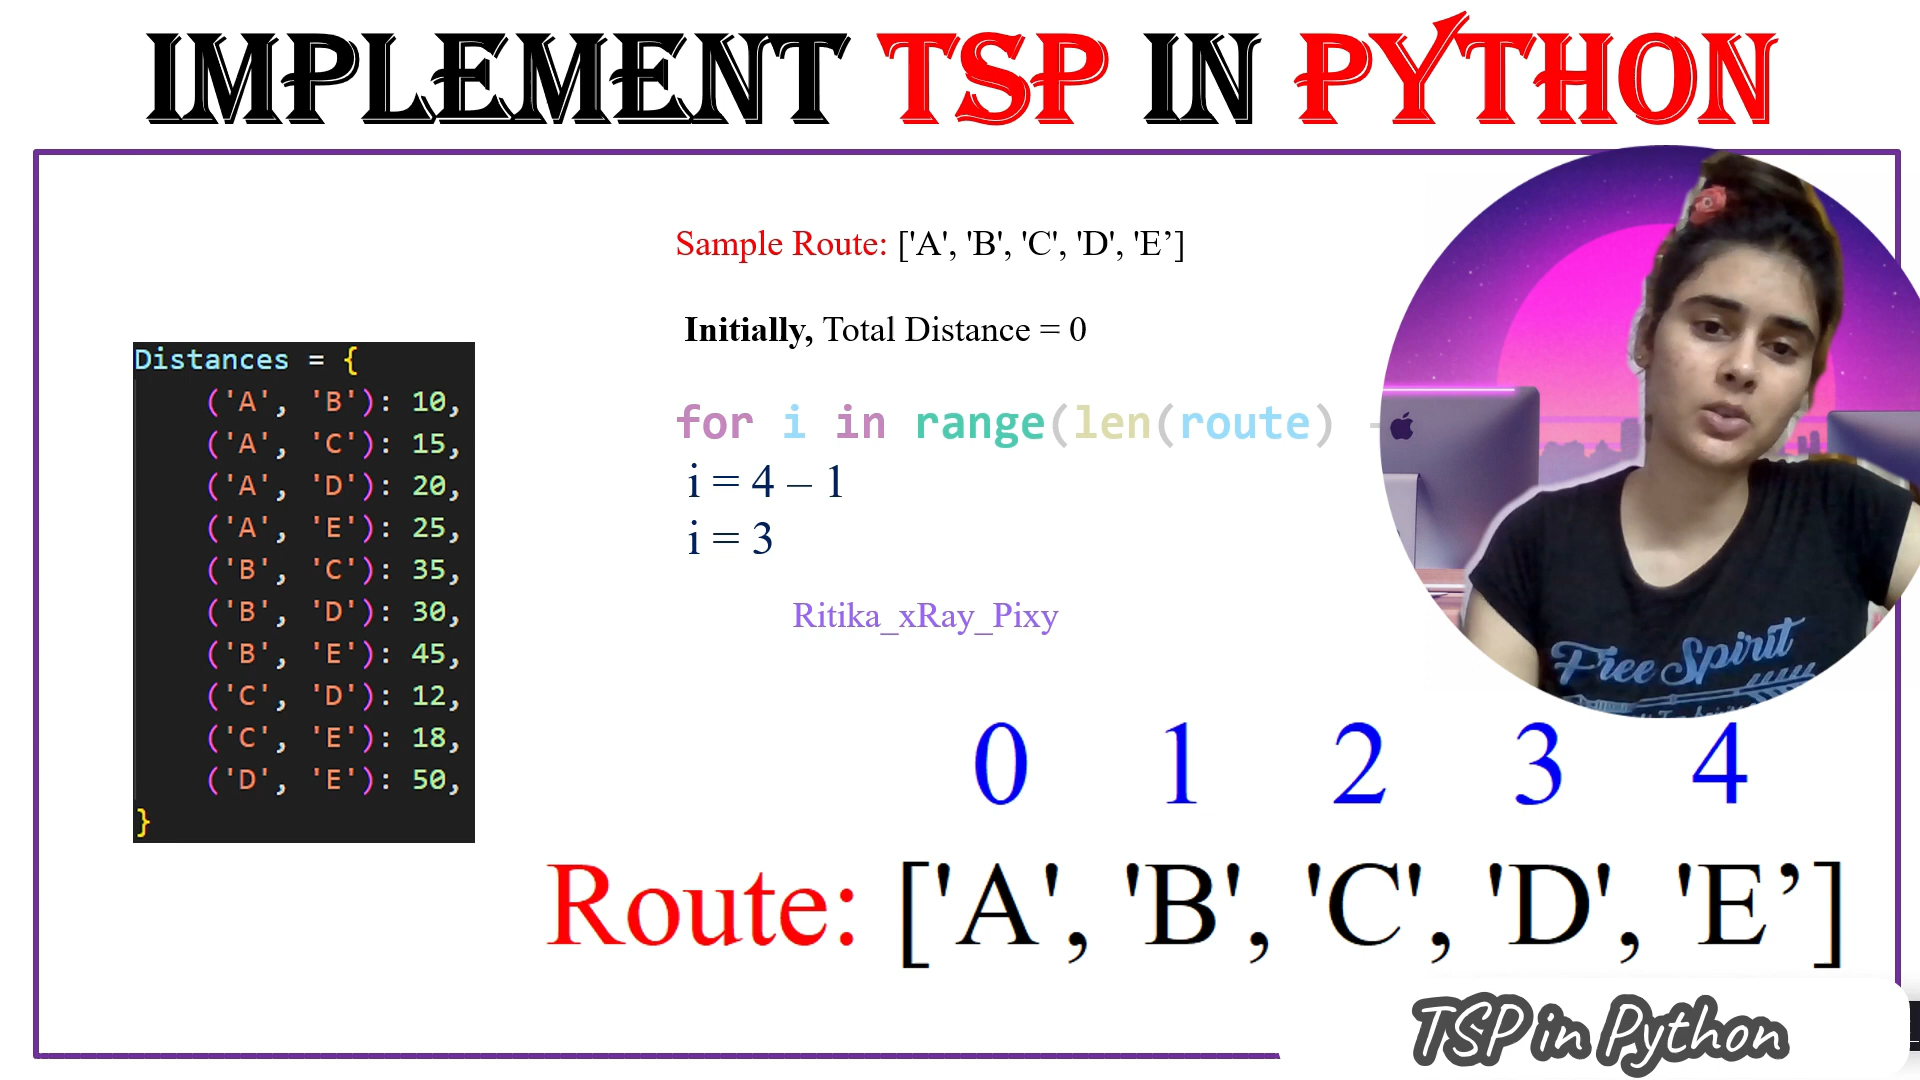 IMPLEMENT TSP IN PYTHON
Sample Route: ['A', 'B', 'C', 'D', 'E’]
Initially, Total Distance = 0
for i in range(len(route) -
i = 4 – 1
i = 3
Ritika_xRay_Pixy
Distances = {
('A', 'B'): 10,
('A', 'C'): 15,
('A', 'D'): 20,
('A', 'E'): 25,
('B', 'C'): 35,
('B', 'D'): 30,
('B', 'E'): 45,
('C', 'D'): 12,
('C', 'E'): 18,
('D', 'E'): 50,
}
Free Spirit
0 1 2 3 4
Route: ['A', 'B', 'C', 'D', 'E’]
TSP in Python